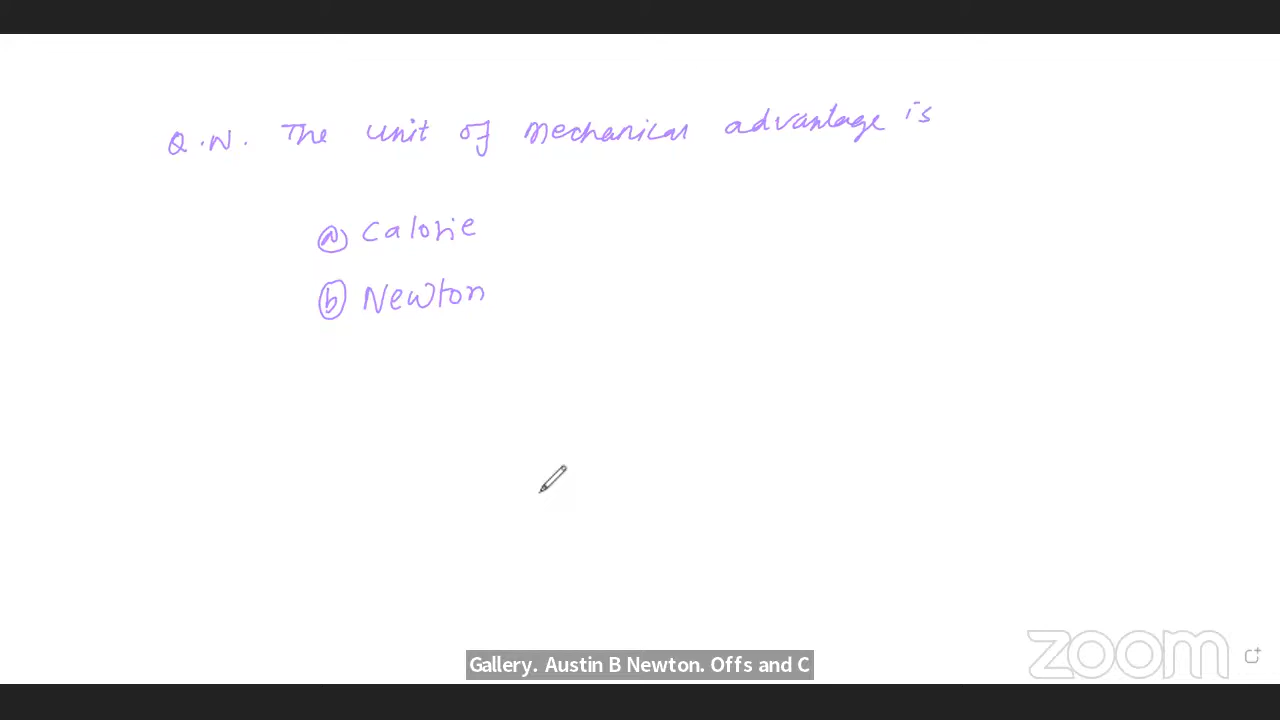 Q.N. The unit of mechanical advantage is
ⓐ Calorie
ⓑ Newton
Gallery. Austin B Newton. Offs and C
zoom